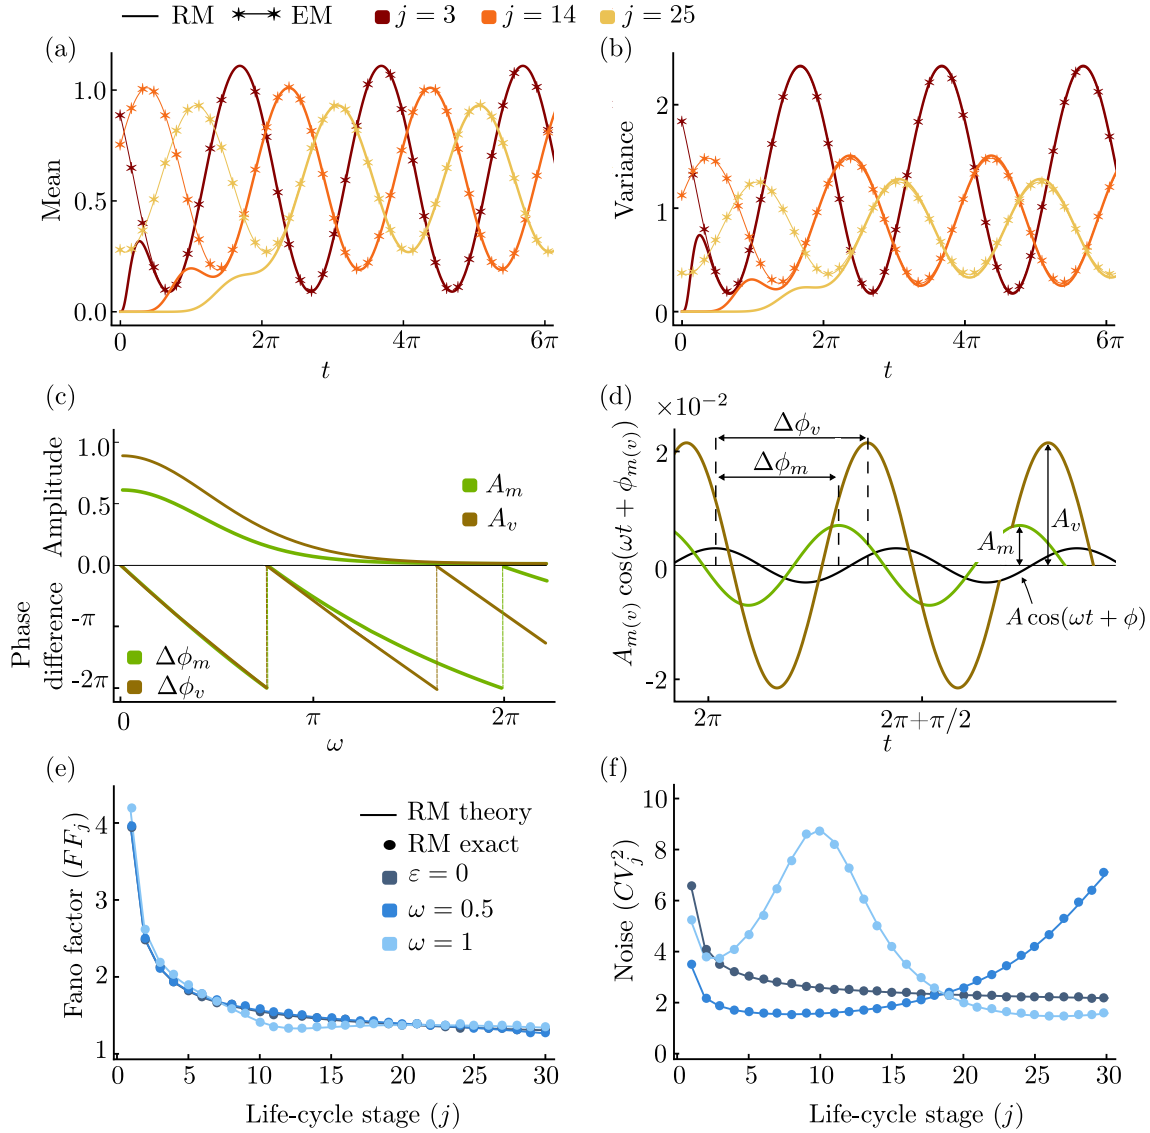 RM EM j = 3 j = 14 j = 25
(a) (b)
Mean
1.0
0.5
0.0
0 2π 4π 6π
t
Variance
2
1
0
0 2π 4π 6π
t
(c)
Amplitude
1.0
0.5
0.0
A_m
A_v
Phase
difference
-π
-2π
Δϕ_m
Δϕ_v
0 π 2π
ω
(d)
×10⁻²
A_{m(v)} cos(ωt + ϕ_{m(v)})
2
0
-2
Δϕ_v
Δϕ_m
A_m
A_v
A cos(ωt + ϕ)
2π 2π+π/2
t
(e)
Fano factor (FF_j)
4
3
2
1
RM theory
RM exact
ε = 0
ω = 0.5
ω = 1
0 5 10 15 20 25 30
Life-cycle stage (j)
(f)
Noise (CV_j^2)
10
8
6
4
2
0
0 5 10 15 20 25 30
Life-cycle stage (j)